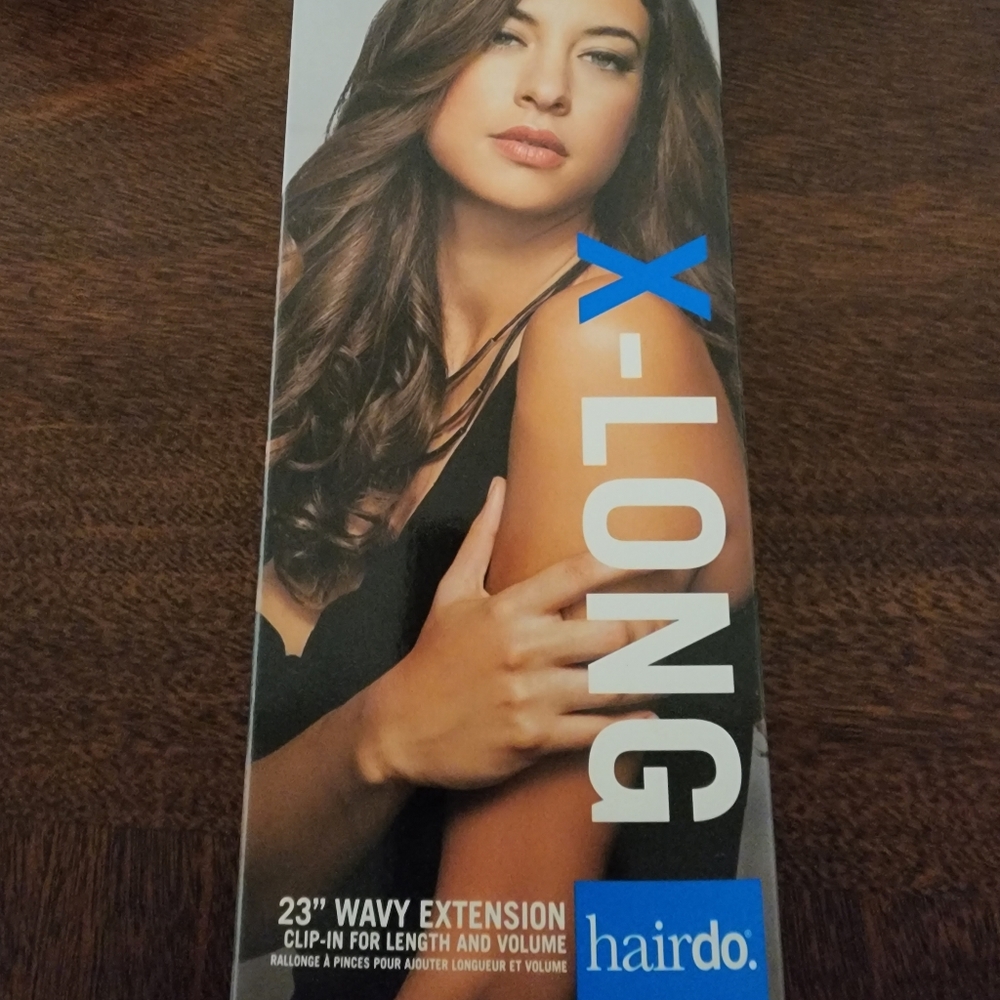 X-LONG
23” WAVY EXTENSION
CLIP-IN FOR LENGTH AND VOLUME
RALLONGE À PINCES POUR AJOUTER LONGUEUR ET VOLUME
hairdo.®